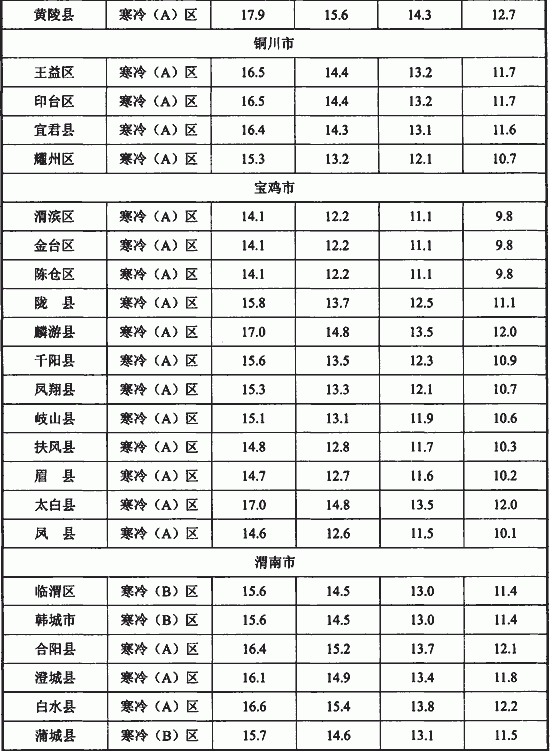 黄陵县 寒冷（A）区 17.9 15.6 14.3 12.7
铜川市
王益区 寒冷（A）区 16.5 14.4 13.2 11.7
印台区 寒冷（A）区 16.5 14.4 13.2 11.7
宜君县 寒冷（A）区 16.4 14.3 13.1 11.6
耀州区 寒冷（A）区 15.3 13.2 12.1 10.7
宝鸡市
渭滨区 寒冷（A）区 14.1 12.2 11.1 9.8
金台区 寒冷（A）区 14.1 12.2 11.1 9.8
陈仓区 寒冷（A）区 14.1 12.2 11.1 9.8
陇 县 寒冷（A）区 15.8 13.7 12.5 11.1
麟游县 寒冷（A）区 17.0 14.8 13.5 12.0
千阳县 寒冷（A）区 15.6 13.5 12.3 10.9
凤翔县 寒冷（A）区 15.3 13.3 12.1 10.7
岐山县 寒冷（A）区 15.1 13.1 11.9 10.6
扶风县 寒冷（A）区 14.8 12.8 11.7 10.3
眉 县 寒冷（A）区 14.7 12.7 11.6 10.2
太白县 寒冷（A）区 17.0 14.8 13.5 12.0
凤 县 寒冷（A）区 14.6 12.6 11.5 10.1
渭南市
临渭区 寒冷（B）区 15.6 14.5 13.0 11.4
韩城市 寒冷（B）区 15.6 14.5 13.0 11.4
合阳县 寒冷（A）区 16.4 15.2 13.7 12.1
澄城县 寒冷（A）区 16.1 14.9 13.4 11.8
白水县 寒冷（A）区 16.6 15.4 13.8 12.2
蒲城县 寒冷（B）区 15.7 14.6 13.1 11.5